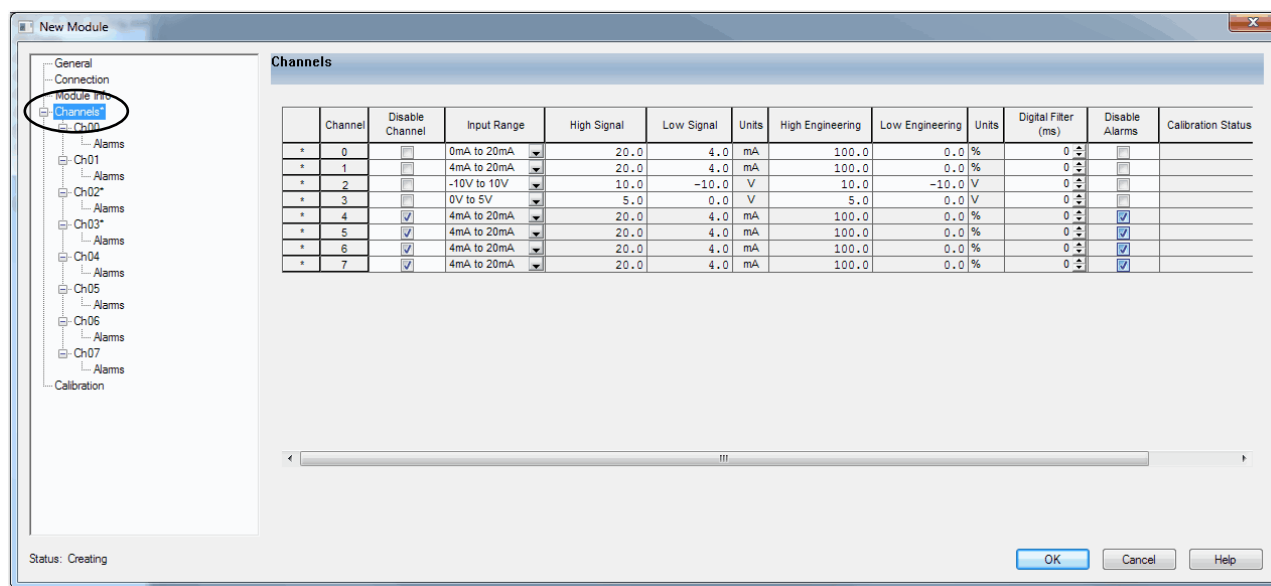 New Module
General
Connection
Module Info
Channels*
Ch00
Alarms
Ch01
Alarms
Ch02*
Alarms
Ch03*
Alarms
Ch04
Alarms
Ch05
Alarms
Ch06
Alarms
Ch07
Alarms
Calibration
Channels
Channel Disable Channel Input Range High Signal Low Signal Units High Engineering Low Engineering Units Digital Filter (ms) Disable Alarms Calibration Status
* 0 0mA to 20mA 20.0 4.0 mA 100.0 0.0 % 0
* 1 4mA to 20mA 20.0 4.0 mA 100.0 0.0 % 0
* 2 -10V to 10V 10.0 -10.0 V 10.0 -10.0 V 0
* 3 0V to 5V 5.0 0.0 V 5.0 0.0 V 0
* 4 4mA to 20mA 20.0 4.0 mA 100.0 0.0 % 0
* 5 4mA to 20mA 20.0 4.0 mA 100.0 0.0 % 0
* 6 4mA to 20mA 20.0 4.0 mA 100.0 0.0 % 0
* 7 4mA to 20mA 20.0 4.0 mA 100.0 0.0 % 0
Status: Creating
OK Cancel Help